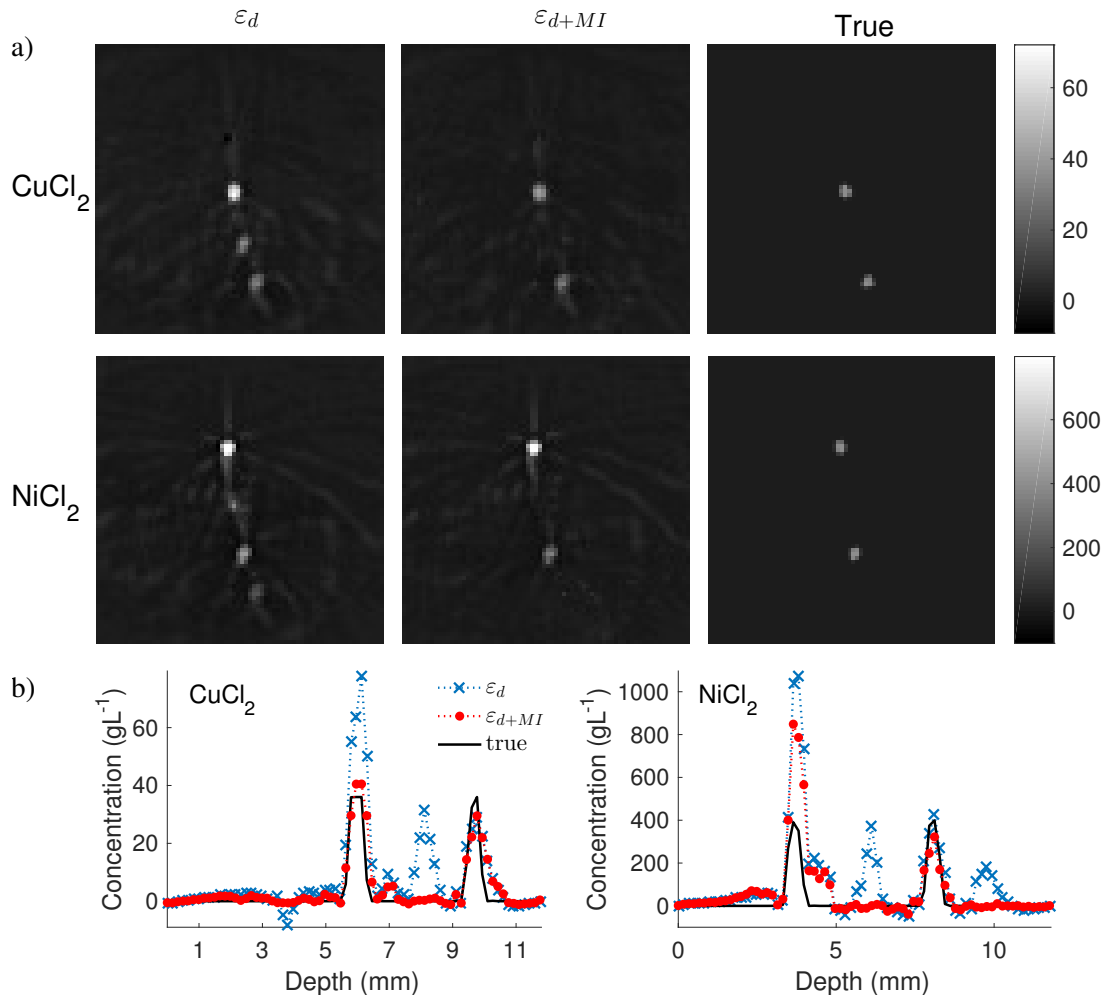 ε_d ε_{d+MI} True
a)
CuCl₂
60
40
20
0
NiCl₂
600
400
200
0
b)
CuCl₂
ε_d
ε_{d+MI}
true
Concentration (gL⁻¹)
60
40
20
0
1 3 5 7 9 11
Depth (mm)
NiCl₂
Concentration (gL⁻¹)
1000
800
600
400
200
0
0 5 10
Depth (mm)